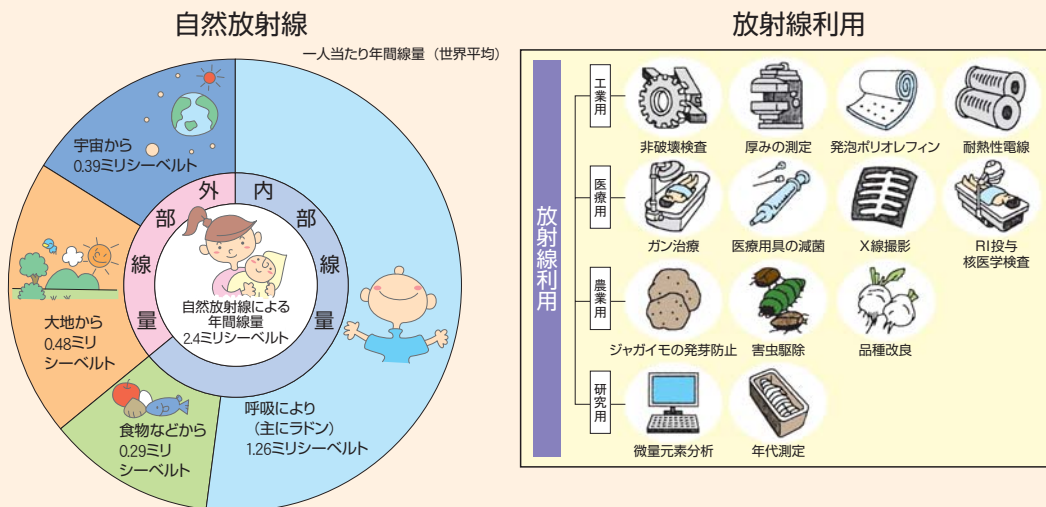 自然放射線
一人当たり年間線量（世界平均）
宇宙から
0.39ミリシーベルト
外部線量
内部線量
自然放射線による
年間線量
2.4ミリシーベルト
大地から
0.48ミリ
シーベルト
食物などから
0.29ミリ
シーベルト
呼吸により
（主にラドン）
1.26ミリシーベルト
放射線利用
放射線利用
工業用
非破壊検査
厚みの測定
発泡ポリオレフィン
耐熱性電線
医療用
ガン治療
医療用具の滅菌
X線撮影
RI投与
核医学検査
農業用
ジャガイモの発芽防止
害虫駆除
品種改良
研究用
微量元素分析
年代測定